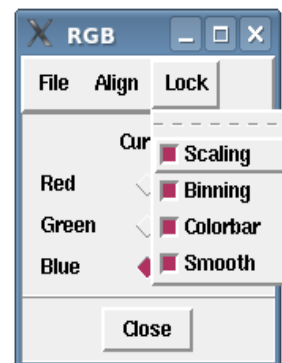 RGB
File Align Lock
Cur
Scaling
Red
Binning
Green
Colorbar
Blue
Smooth
Close